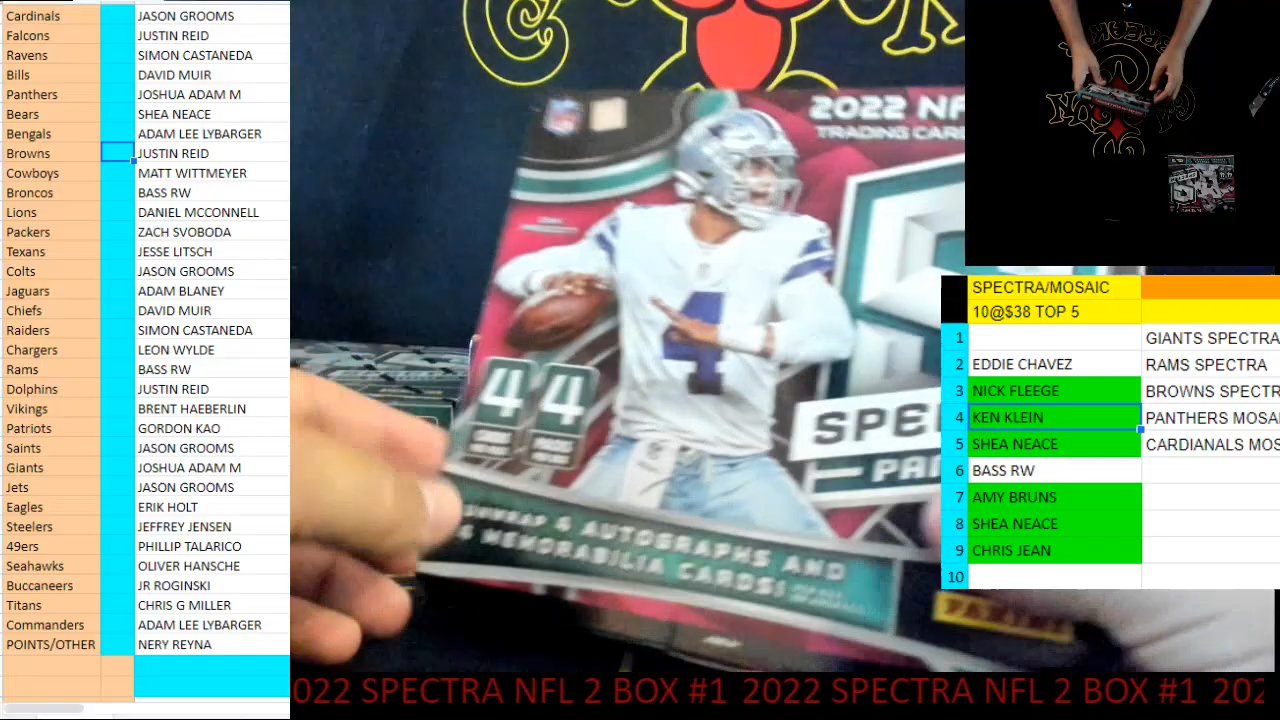 Cardinals JASON GROOMS
Falcons JUSTIN REID
Ravens SIMON CASTANEDA
Bills DAVID MUIR
Panthers JOSHUA ADAM M
Bears SHEA NEACE
Bengals ADAM LEE LYBARGER
Browns JUSTIN REID
Cowboys MATT WITTMEYER
Broncos BASS RW
Lions DANIEL MCCONNELL
Packers ZACH SVOBODA
Texans JESSE LITSCH
Colts JASON GROOMS
Jaguars ADAM BLANEY
Chiefs DAVID MUIR
Raiders SIMON CASTANEDA
Chargers LEON WYLDE
Rams BASS RW
Dolphins JUSTIN REID
Vikings BRENT HAEBERLIN
Patriots GORDON KAO
Saints JASON GROOMS
Giants JOSHUA ADAM M
Jets JASON GROOMS
Eagles ERIK HOLT
Steelers JEFFREY JENSEN
49ers PHILLIP TALARICO
Seahawks OLIVER HANSCHE
Buccaneers JR ROGINSKI
Titans CHRIS G MILLER
Commanders ADAM LEE LYBARGER
POINTS/OTHER NERY REYNA
2022 NF
TRADING CAR
4 4
SPE
PA
4
4 AUTOGRAPHS AND
4 MEMORABILIA CARDS!
PANINI
SPECTRA/MOSAIC
10@$38 TOP 5
1 GIANTS SPECTRA
2 EDDIE CHAVEZ RAMS SPECTRA
3 NICK FLEEGE BROWNS SPECTR
4 KEN KLEIN PANTHERS MOSA
5 SHEA NEACE CARDIANALS MOS
6 BASS RW
7 AMY BRUNS
8 SHEA NEACE
9 CHRIS JEAN
10
022 SPECTRA NFL 2 BOX #1 2022 SPECTRA NFL 2 BOX #1 202